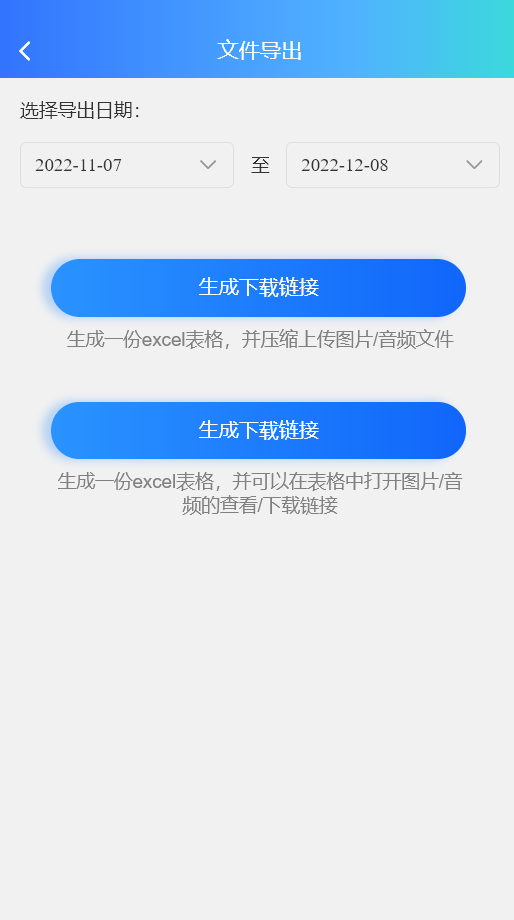 文件导出
选择导出日期：
2022-11-07 至 2022-12-08
生成下载链接
生成一份excel表格，并压缩上传图片/音频文件
生成下载链接
生成一份excel表格，并可以在表格中打开图片/音
频的查看/下载链接